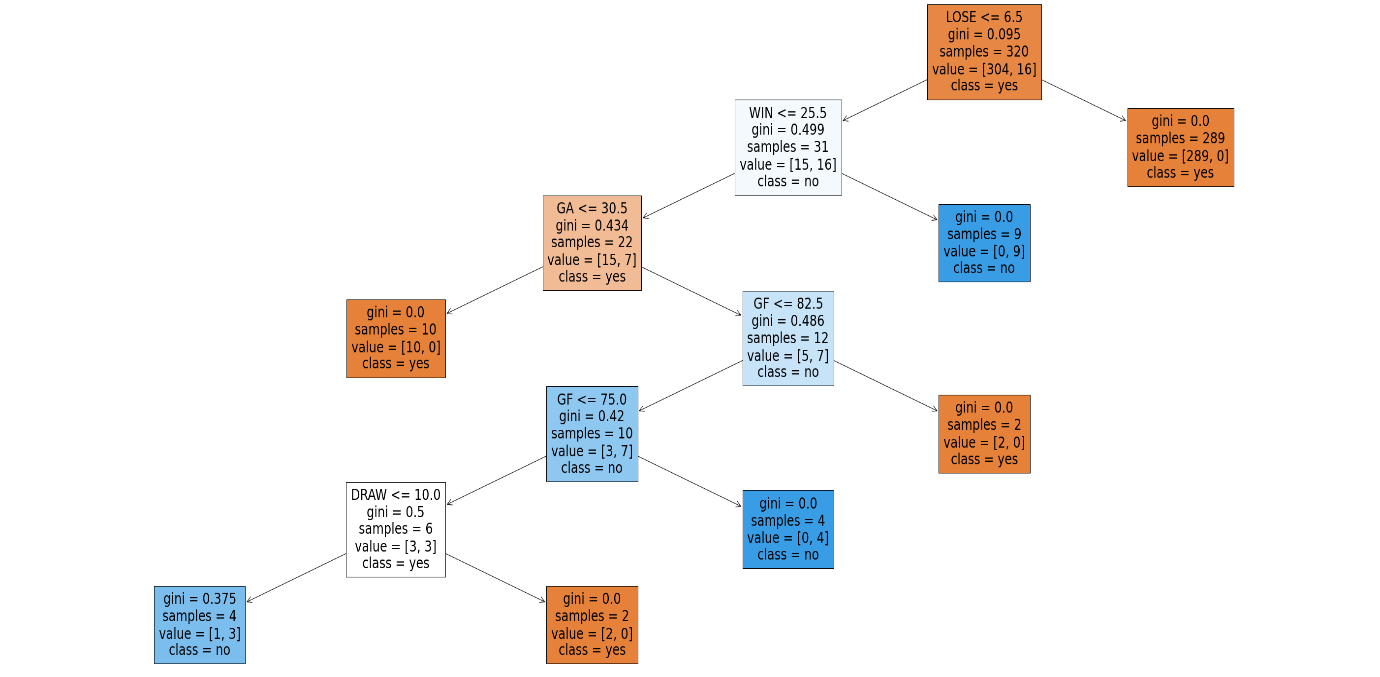 LOSE <= 6.5
gini = 0.095
samples = 320
value = [304, 16]
class = yes
WIN <= 25.5
gini = 0.499
samples = 31
value = [15, 16]
class = no
gini = 0.0
samples = 289
value = [289, 0]
class = yes
GA <= 30.5
gini = 0.434
samples = 22
value = [15, 7]
class = yes
gini = 0.0
samples = 9
value = [0, 9]
class = no
gini = 0.0
samples = 10
value = [10, 0]
class = yes
GF <= 82.5
gini = 0.486
samples = 12
value = [5, 7]
class = no
GF <= 75.0
gini = 0.42
samples = 10
value = [3, 7]
class = no
gini = 0.0
samples = 2
value = [2, 0]
class = yes
DRAW <= 10.0
gini = 0.5
samples = 6
value = [3, 3]
class = yes
gini = 0.0
samples = 4
value = [0, 4]
class = no
gini = 0.375
samples = 4
value = [1, 3]
class = no
gini = 0.0
samples = 2
value = [2, 0]
class = yes